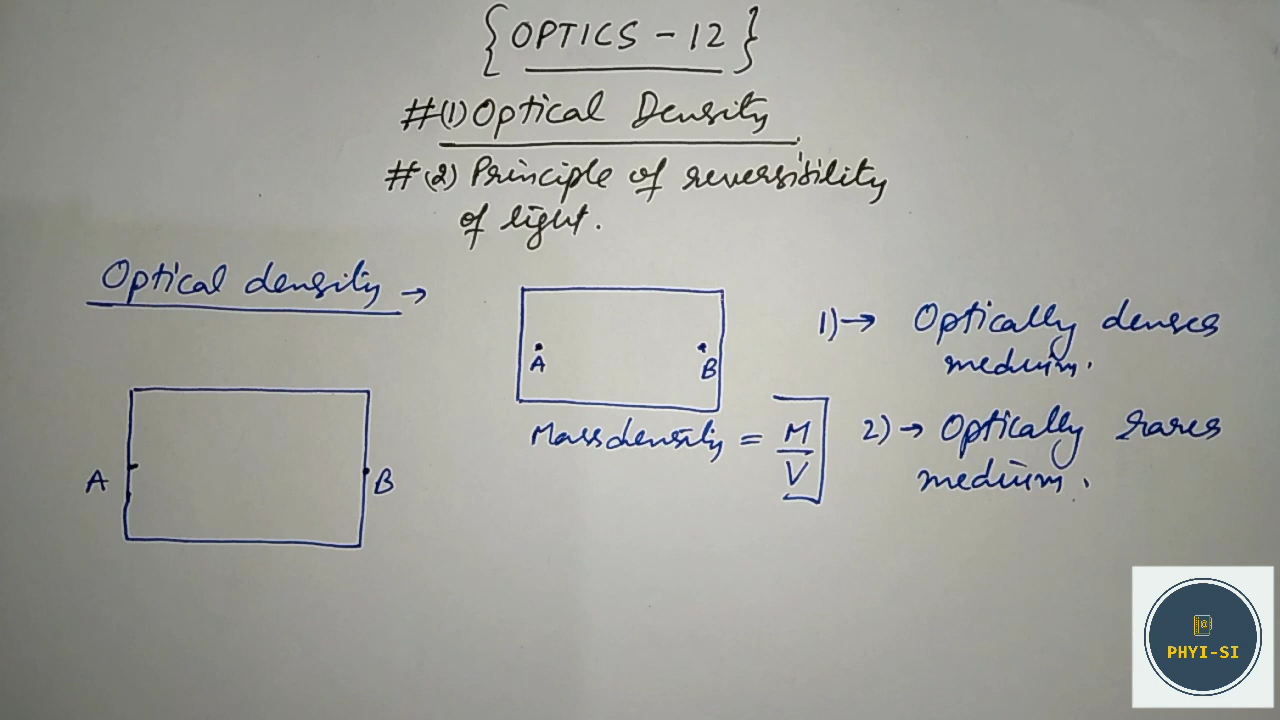 {OPTICS - 12}
#(1) Optical Density
#(2) Principle of reversibility
of light.
Optical density →
A
B
A
B
Mass density = M/V
1)→ Optically denser
medium.
2)→ Optically rarer
medium.
PHYI-SI